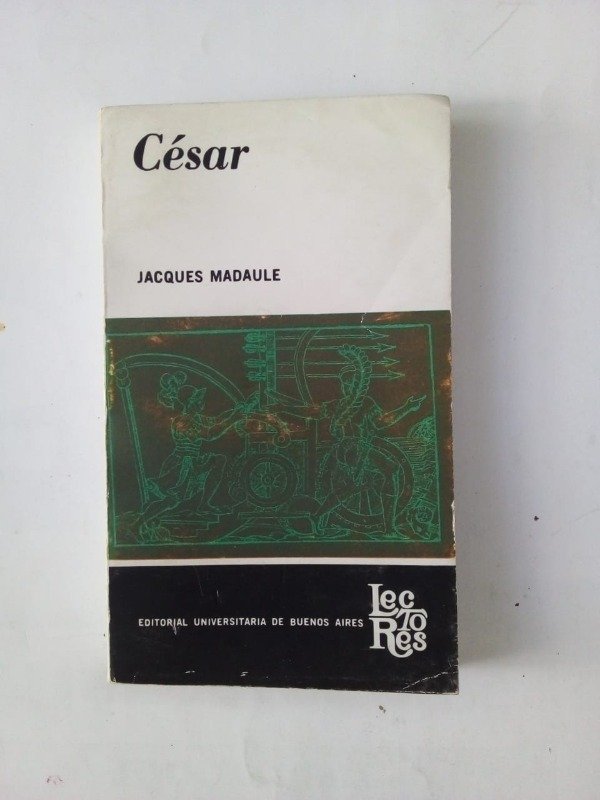 César
JACQUES MADAULE
EDITORIAL UNIVERSITARIA DE BUENOS AIRES
Lec
TO
Res